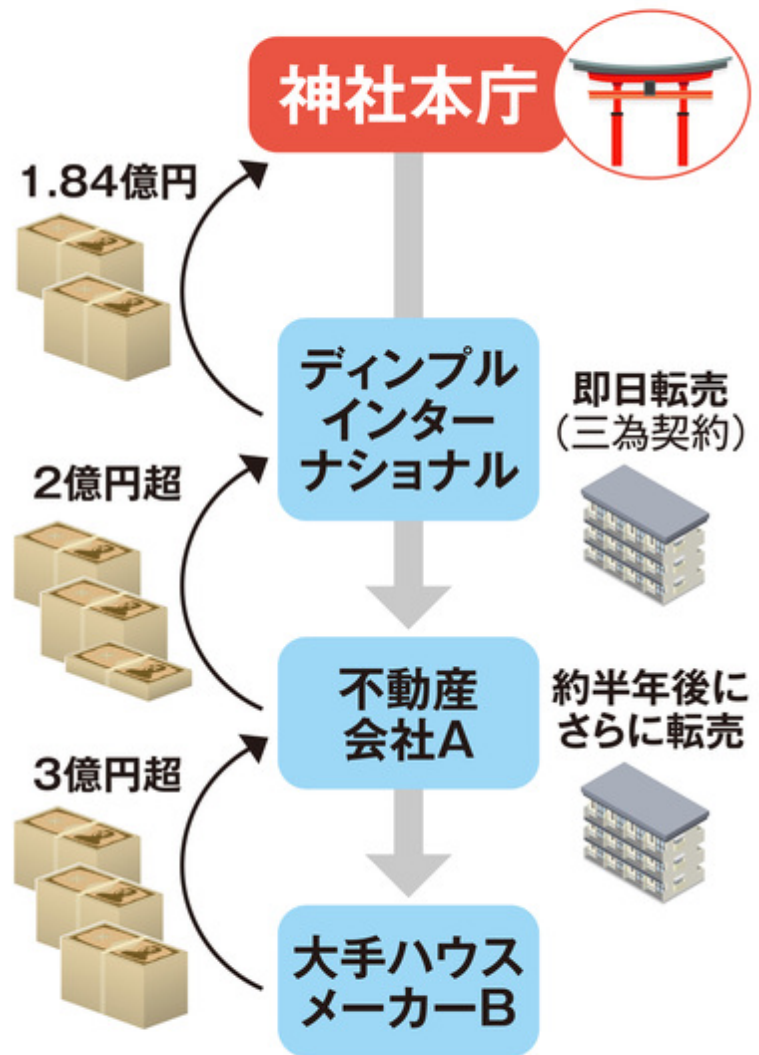 神社本庁
1.84億円
ディンプル
インター
ナショナル
即日転売
（三為契約）
2億円超
不動産
会社A
約半年後に
さらに転売
3億円超
大手ハウス
メーカーB